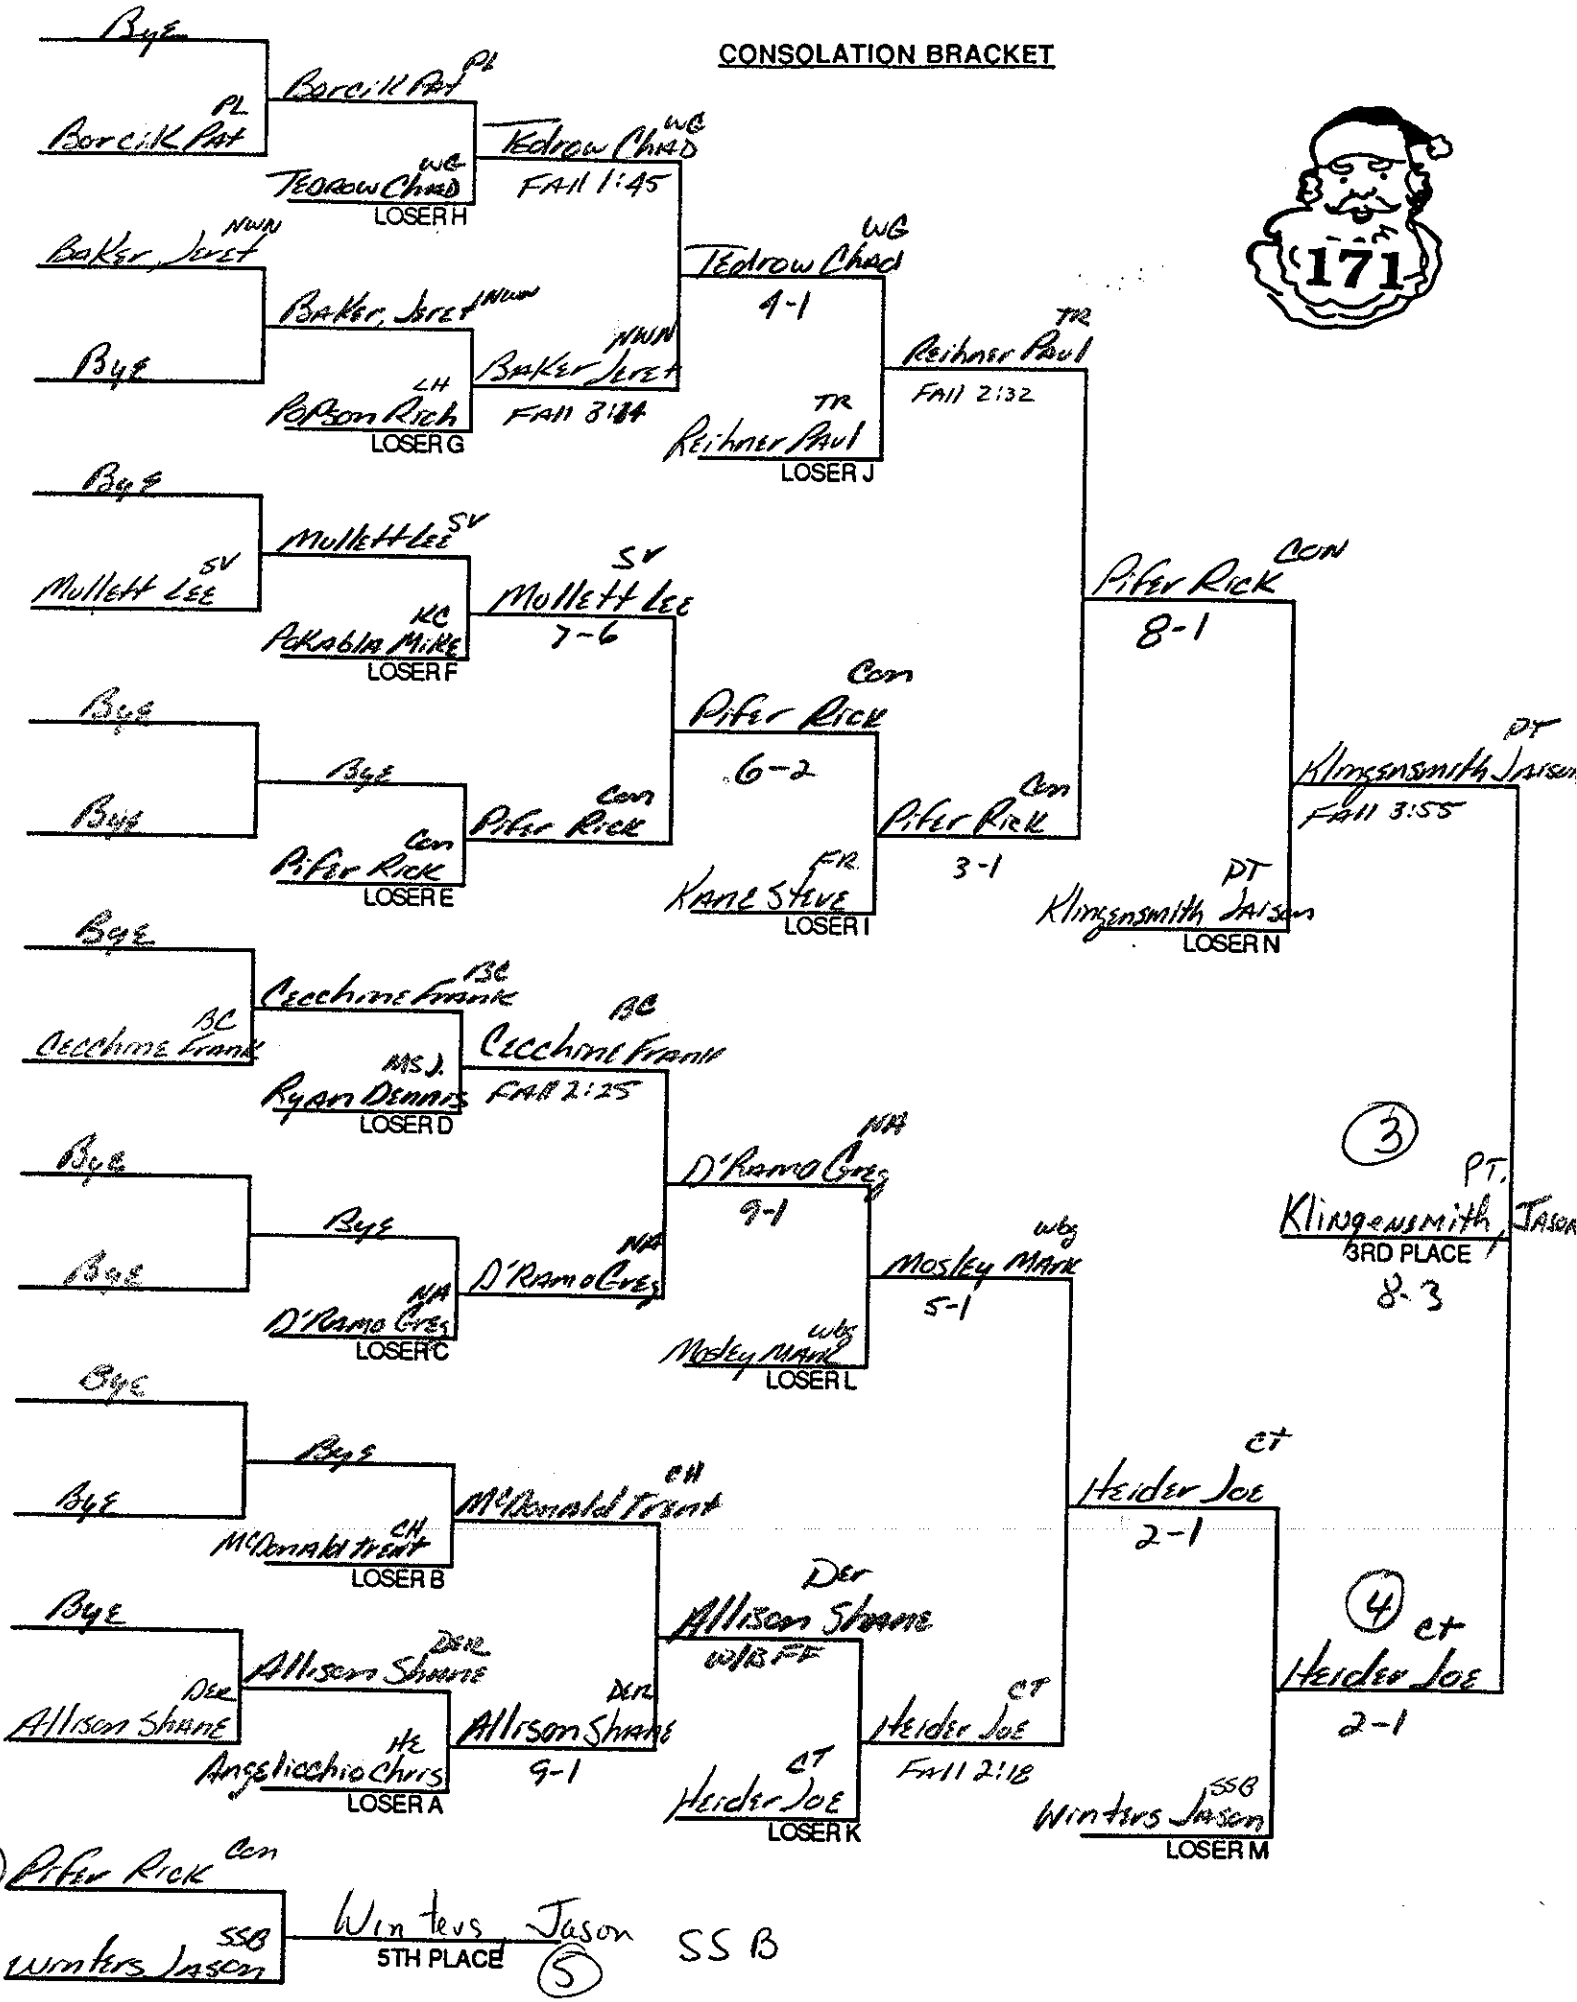 CONSOLATION BRACKET
171
Bye
PL
Borcik Pat
Borcik Pat PL
WG
Tedrow Chad
LOSER H
WG
Tedrow Chad
Fall 1:45
NWN
Baker, Jeret
Bye
Baker, Jeret NWN
LH
Popson Rich
LOSER G
NWN
Baker Jeret
Fall
WG
Tedrow Chad
4-1
TR
Reihner Paul
LOSER J
TR
Reihner Paul
Fall 2:32
Bye
SV
Mullett Lee
Mullett Lee SV
KC
Mike
LOSER F
SV
Mullett Lee
7-6
Bye
Bye
Bye
Con
Pifer Rick
LOSER E
Con
Pifer Rick
Con
Pifer Rick
6-2
FR
Kane Steve
LOSER I
Con
Pifer Rick
3-1
Pifer Rick CON
8-1
PT
Klingensmith Jaison
LOSER N
PT
Klingensmith Jaison
Fall 3:55
Bye
BC
Cecchine Frank
BC
Cecchine Frank
MSJ.
Ryan Dennis
LOSER D
BC
Cecchine Frank
Fall 2:25
Bye
Bye
Bye
NA
D'Ramo Greg
LOSER C
NA
D'Ramo Greg
NA
D'Ramo Greg
9-1
wbg
Mosley Mark
LOSER L
wbg
Mosley Mark
5-1
3
PT.
Klingensmith, Jason
3RD PLACE
8-3
Bye
Bye
Bye
CH
McDonald Trent
LOSER B
CH
McDonald Trent
Bye
DER
Allison Shane
DER
Allison Shane
HE
Angelicchio Chris
LOSER A
DER
Allison Shane
9-1
Der
Allison Shane
W/B FF
CT
Heider Joe
LOSER K
CT
Heider Joe
Fall 2:18
CT
Heider Joe
2-1
SSB
Winters Jason
LOSER M
4
CT
Heider Joe
2-1
Pifer Rick Con
SSB
Winters Jason
Winters Jason SSB
5TH PLACE
5